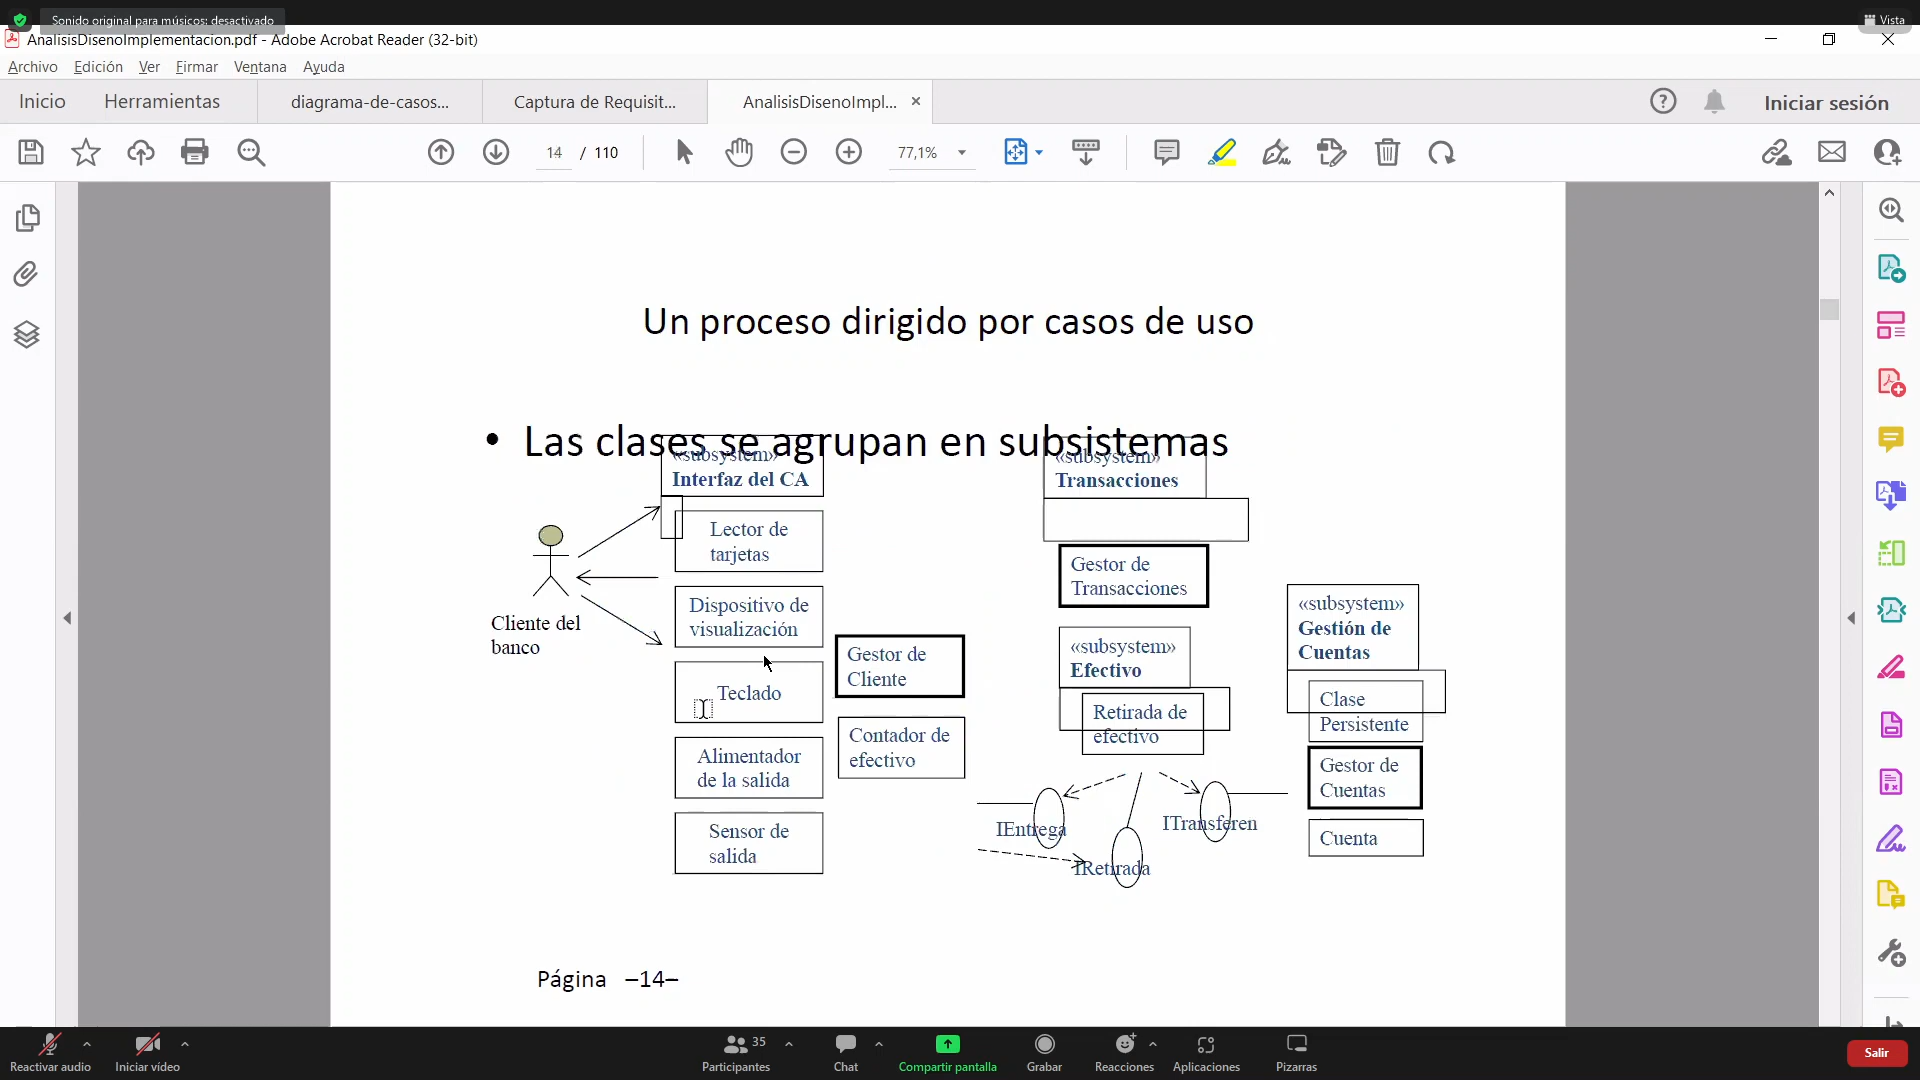 Sonido original para músicos: desactivado
Vista
AnalisisDisenoImplementacion.pdf - Adobe Acrobat Reader (32-bit)
Archivo Edición Ver Firmar Ventana Ayuda
Inicio Herramientas diagrama-de-casos... Captura de Requisit... AnalisisDisenoImpl... Iniciar sesión
14 / 110 77,1%
Un proceso dirigido por casos de uso
• Las clases se agrupan en subsistemas
«subsystem»
Interfaz del CA
Lector de
tarjetas
Dispositivo de
visualización
Teclado
Alimentador
de la salida
Sensor de
salida
Cliente del
banco
Gestor de
Cliente
Contador de
efectivo
«subsystem»
Transacciones
Gestor de
Transacciones
«subsystem»
Efectivo
Retirada de
efectivo
IEntrega
IRetirada
ITransferen
«subsystem»
Gestión de
Cuentas
Clase
Persistente
Gestor de
Cuentas
Cuenta
Página –14–
Reactivar audio
Iniciar vídeo
35
Participantes
Chat
Compartir pantalla
Grabar
Reacciones
Aplicaciones
Pizarras
Salir